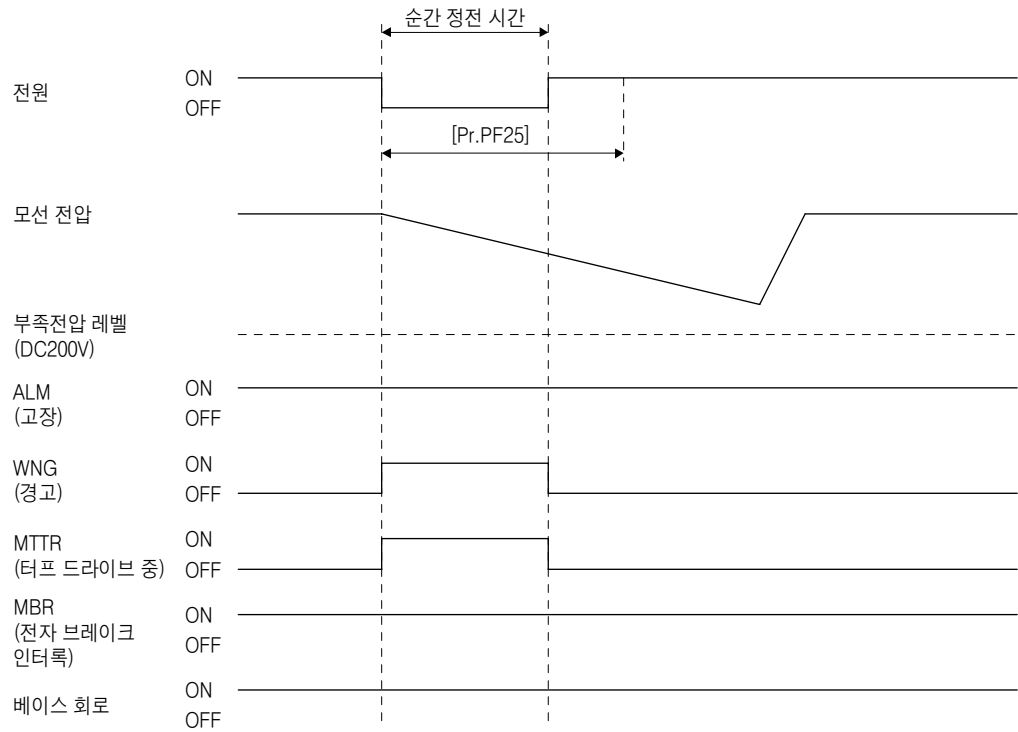 순간 정전 시간
전원
ON
OFF
[Pr.PF25]
모선 전압
부족전압 레벨
(DC200V)
ALM
(고장)
ON
OFF
WNG
(경고)
ON
OFF
MTTR
(터프 드라이브 중)
ON
OFF
MBR
(전자 브레이크
인터록)
ON
OFF
베이스 회로
ON
OFF